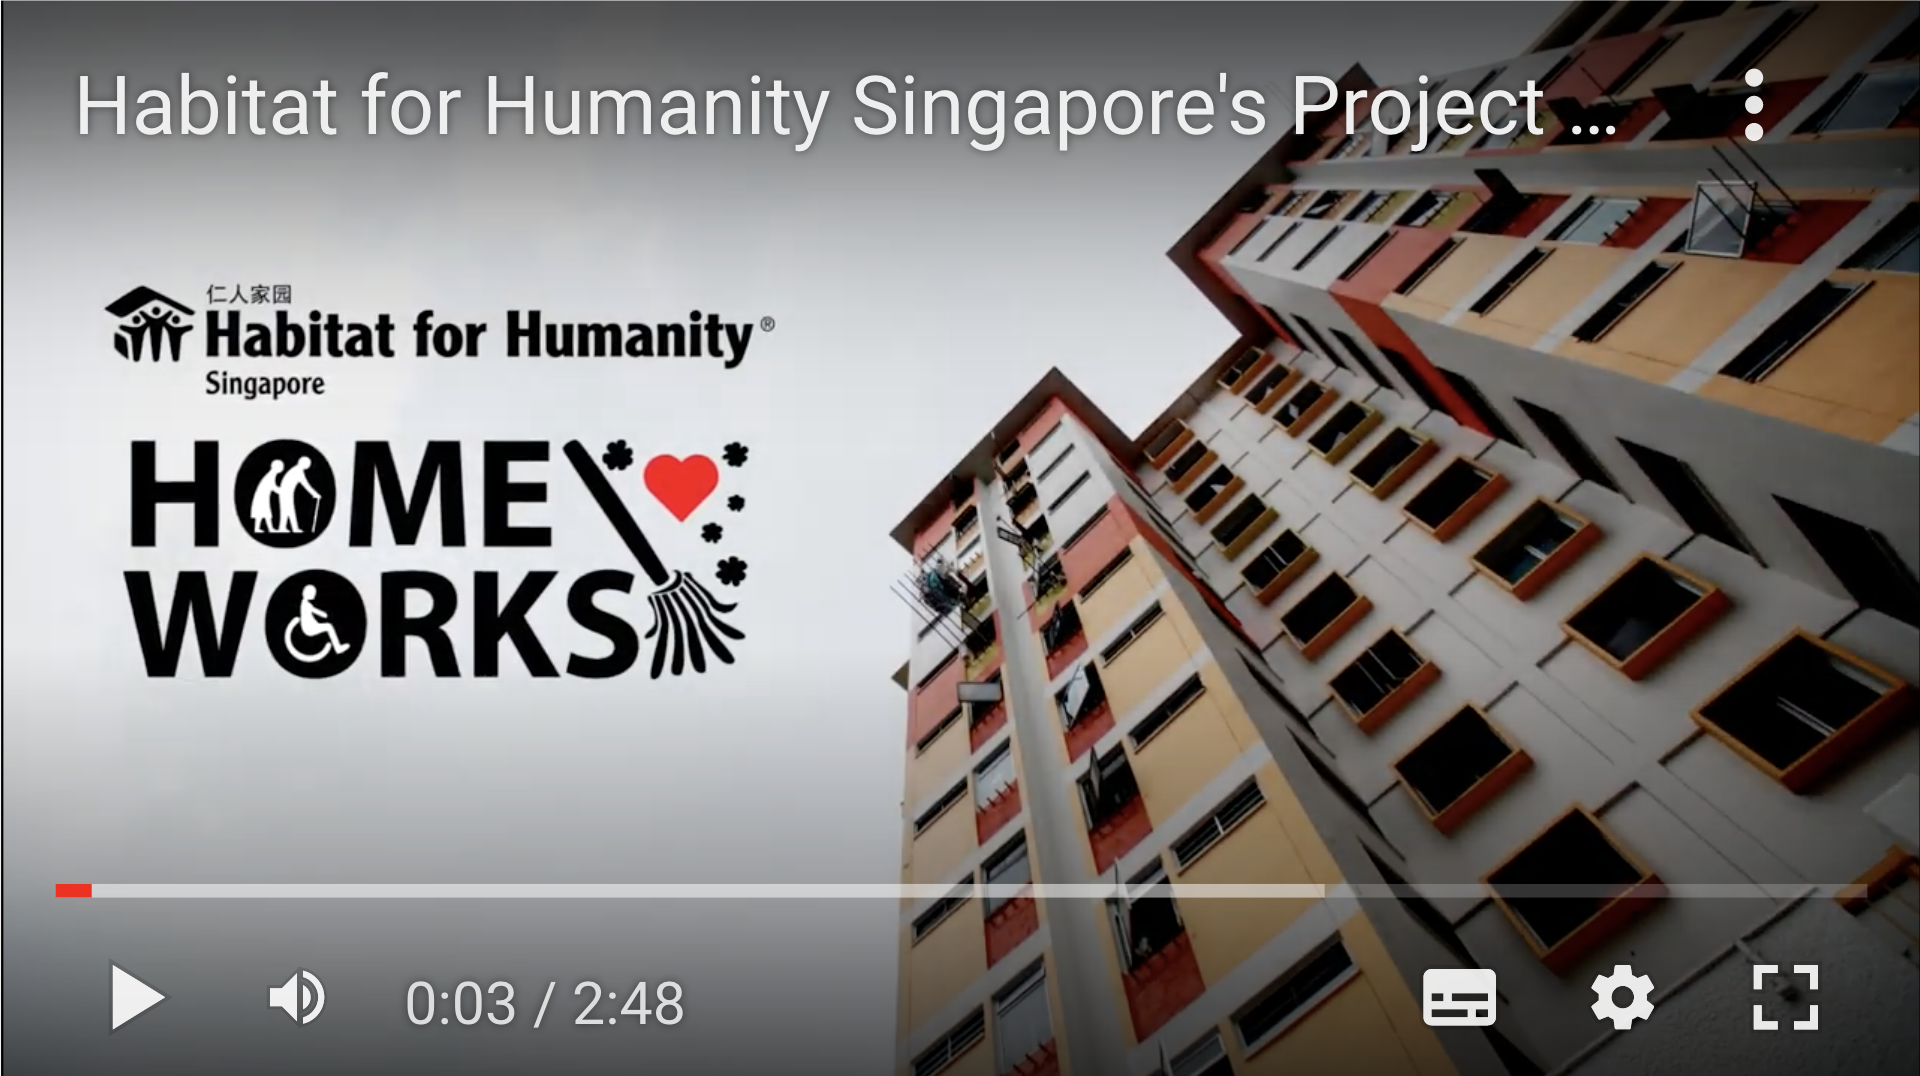 Habitat for Humanity Singapore's Project ...
仁人家园
Habitat for Humanity®
Singapore
HOME
WORKS
0:03 / 2:48